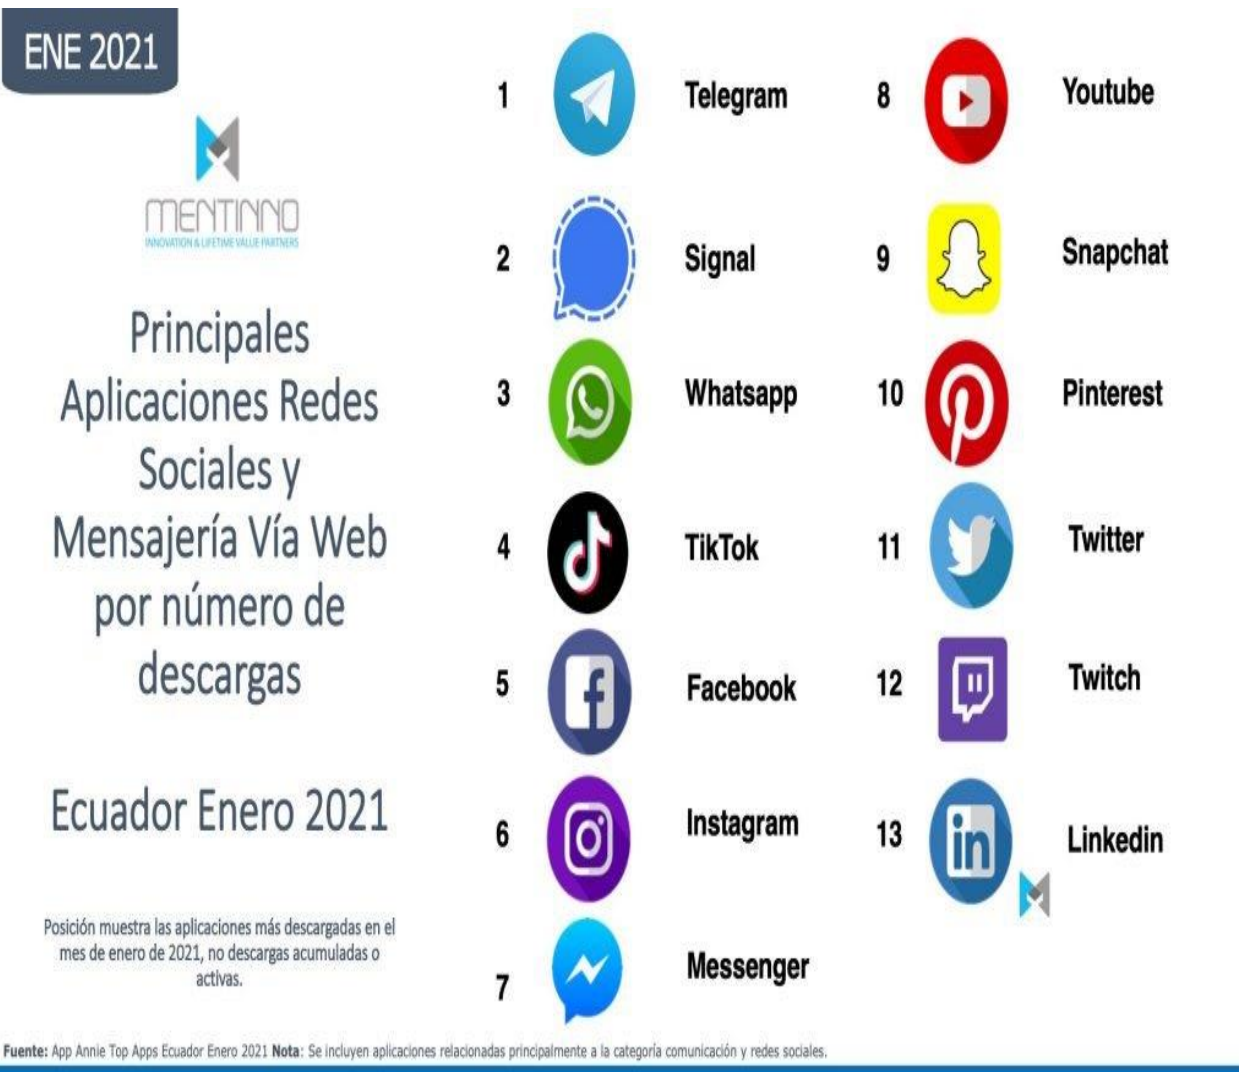 ENE 2021
MENTINNO
INNOVATION & LIFETIME VALUE PARTNERS
Principales
Aplicaciones Redes
Sociales y
Mensajería Vía Web
por número de
descargas
Ecuador Enero 2021
Posición muestra las aplicaciones más descargadas en el
mes de enero de 2021, no descargas acumuladas o
activas.
1 Telegram
2 Signal
3 Whatsapp
4 TikTok
5 Facebook
6 Instagram
7 Messenger
8 Youtube
9 Snapchat
10 Pinterest
11 Twitter
12 Twitch
13 Linkedin
Fuente: App Annie Top Apps Ecuador Enero 2021 Nota: Se incluyen aplicaciones relacionadas principalmente a la categoría comunicación y redes sociales.